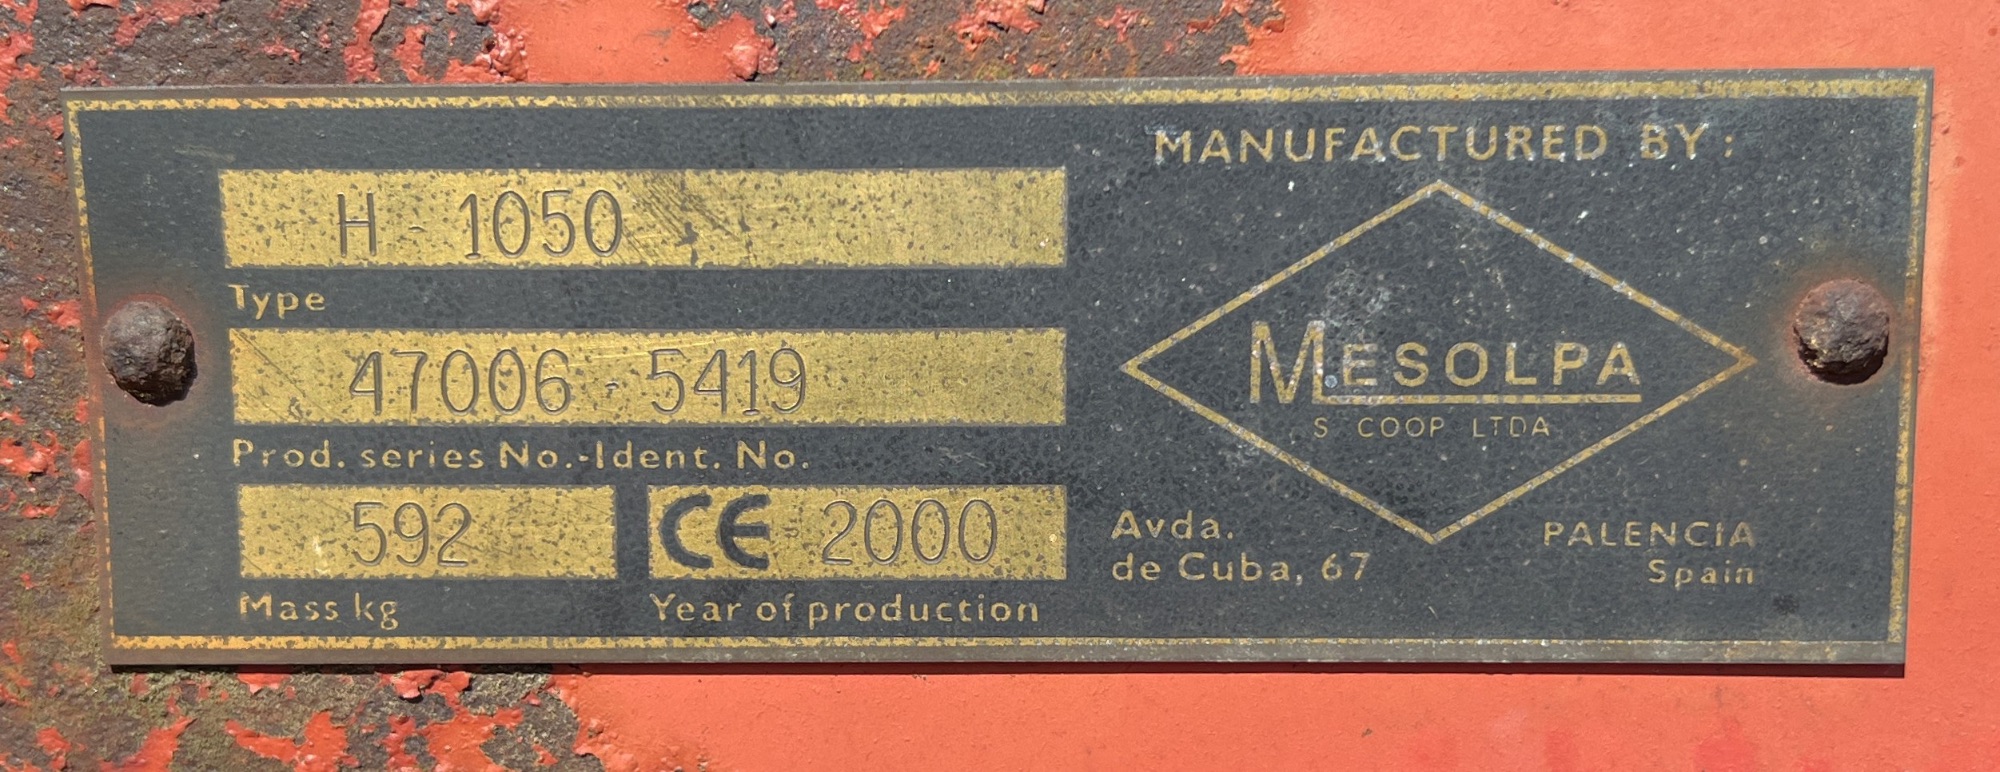 H - 1050
Type
47006 - 5419
Prod. series No.-Ident. No.
592
Mass kg
CE 2000
Year of production
MANUFACTURED BY:
MESOLPA
S COOP LTDA
Avda.
de Cuba, 67
PALENCIA
Spain